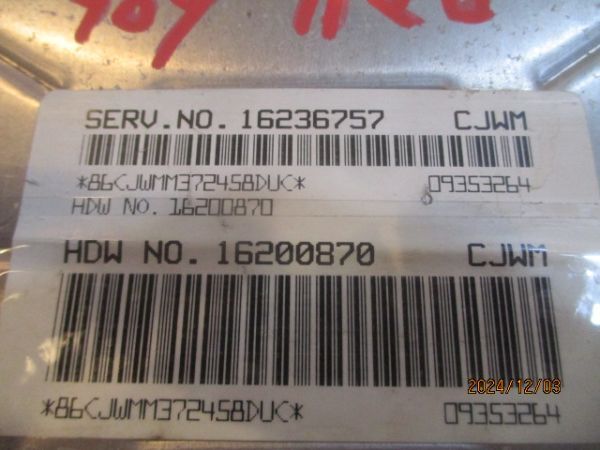 SERV.NO. 16236757 CJWM
*86CJWMM372458DUC* 09353264
HDW NO. 16200870
HDW NO. 16200870 CJWM
2024/12/03
*86CJWMM372458DUC* 09353264